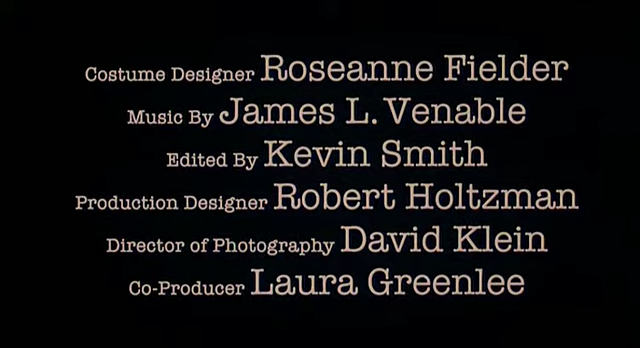 Costume Designer Roseanne Fielder
Music By James L. Venable
Edited By Kevin Smith
Production Designer Robert Holtzman
Director of Photography David Klein
Co-Producer Laura Greenlee